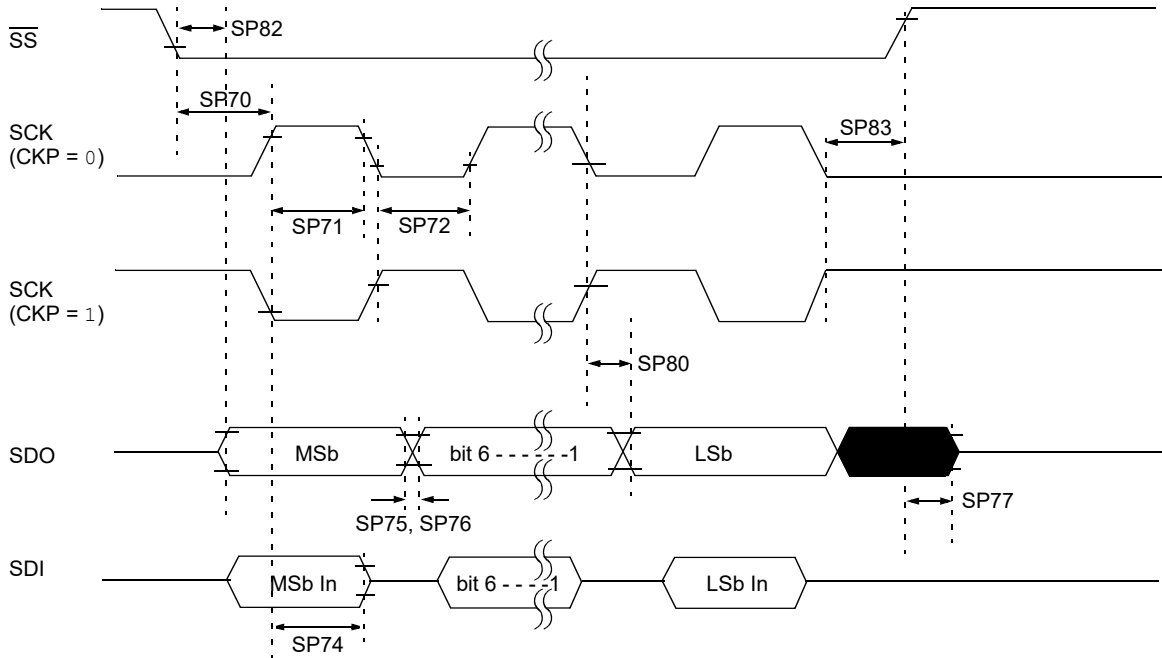 SS
SP82
SP70
SCK
(CKP = 0)
SP83
SP71
SP72
SCK
(CKP = 1)
SP80
SDO
MSb
bit 6 - - - - - -1
LSb
SP77
SP75, SP76
SDI
MSb In
bit 6 - - - - -1
LSb In
SP74